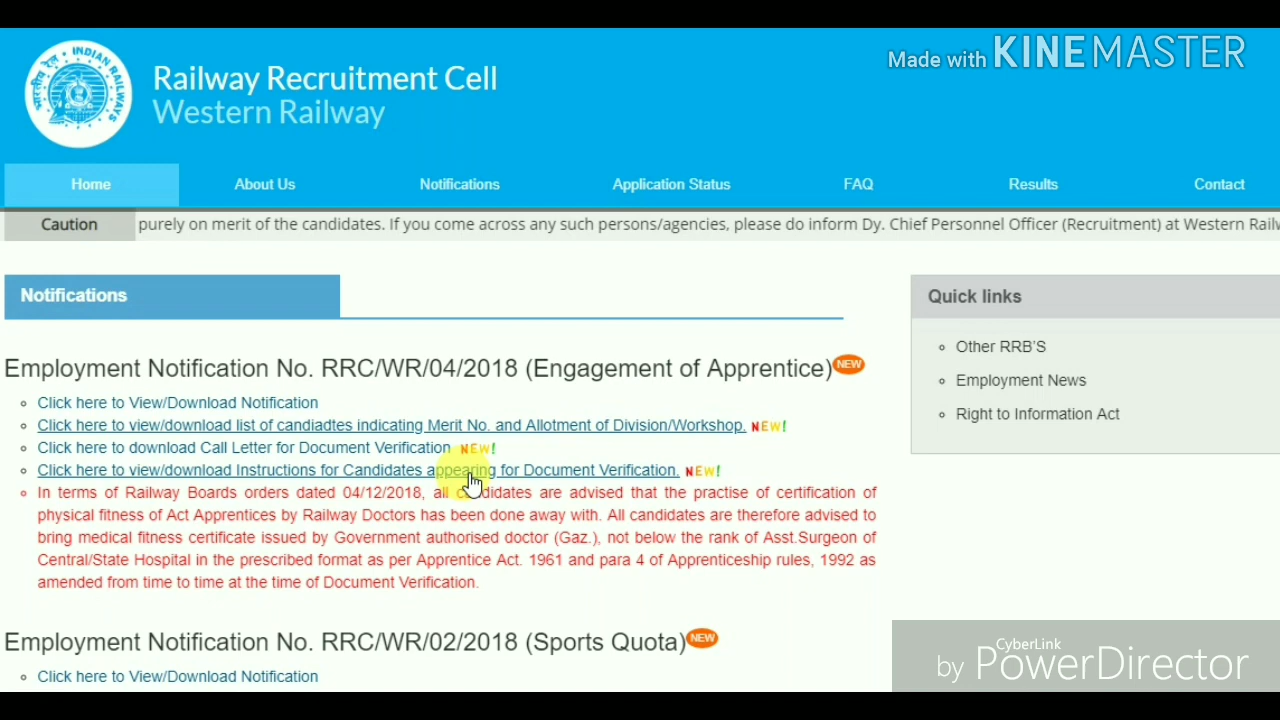 Made with KINEMASTER
INDIAN RAILWAYS
भारतीय रेल
Railway Recruitment Cell
Western Railway
Home About Us Notifications Application Status FAQ Results Contact
Caution purely on merit of the candidates. If you come across any such persons/agencies, please do inform Dy. Chief Personnel Officer (Recruitment) at Western Railw
Notifications
Employment Notification No. RRC/WR/04/2018 (Engagement of Apprentice) NEW
Click here to View/Download Notification
Click here to view/download list of candiadtes indicating Merit No. and Allotment of Division/Workshop. NEW!
Click here to download Call Letter for Document Verification NEW!
Click here to view/download Instructions for Candidates appearing for Document Verification. NEW!
In terms of Railway Boards orders dated 04/12/2018, all candidates are advised that the practise of certification of
physical fitness of Act Apprentices by Railway Doctors has been done away with. All candidates are therefore advised to
bring medical fitness certificate issued by Government authorised doctor (Gaz.), not below the rank of Asst.Surgeon of
Central/State Hospital in the prescribed format as per Apprentice Act. 1961 and para 4 of Apprenticeship rules, 1992 as
amended from time to time at the time of Document Verification.
Employment Notification No. RRC/WR/02/2018 (Sports Quota) NEW
Click here to View/Download Notification
Quick links
Other RRB'S
Employment News
Right to Information Act
CyberLink
by PowerDirector